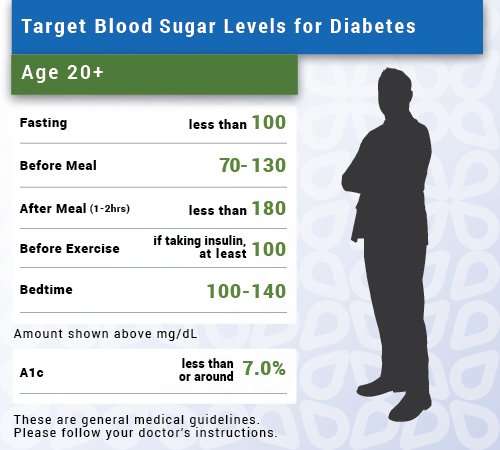 Target Blood Sugar Levels for Diabetes
Age 20+
Fasting less than 100
Before Meal 70-130
After Meal (1-2hrs) less than 180
Before Exercise if taking insulin, at least 100
Bedtime 100-140
Amount shown above mg/dL
A1c less than or around 7.0%
These are general medical guidelines.
Please follow your doctor's instructions.